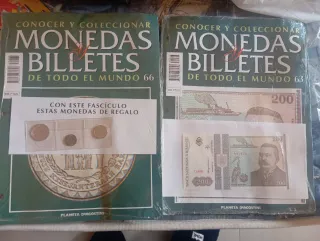 CONOCER Y COLECCIONAR
MONEDAS
Y
BILLETES
DE TODO EL MUNDO 66
CON ESTE FASCÍCULO
ESTAS MONEDAS DE REGALO
PLANETA DEAGOSTINI
CONOCER Y COLECCIONAR
MONEDAS
Y
BILLETES
DE TODO EL MUNDO 63
200
PLANETA DEAGOSTINI